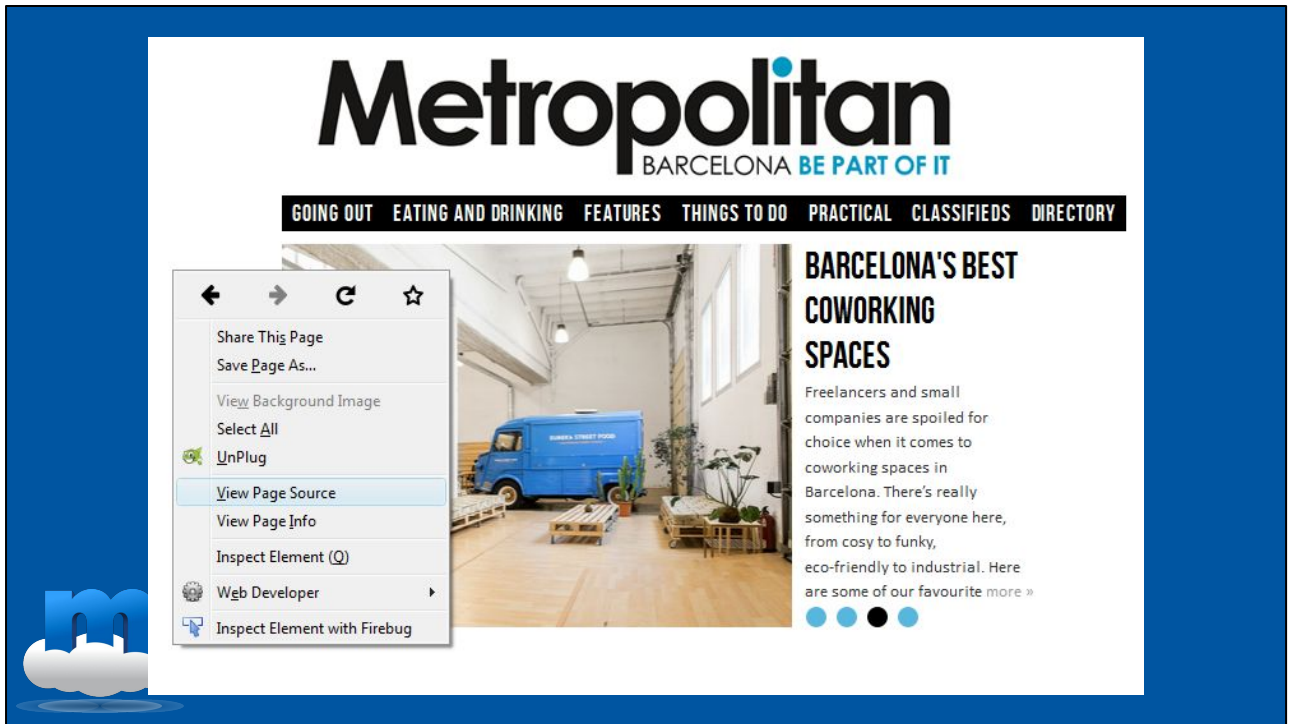 Metropolitan
BARCELONA BE PART OF IT
GOING OUT EATING AND DRINKING FEATURES THINGS TO DO PRACTICAL CLASSIFIEDS DIRECTORY
Share This Page
Save Page As...
View Background Image
Select All
UnPlug
View Page Source
View Page Info
Inspect Element (Q)
Web Developer
Inspect Element with Firebug
EUREKA STREET FOOD
BARCELONA'S BEST
COWORKING
SPACES
Freelancers and small
companies are spoiled for
choice when it comes to
coworking spaces in
Barcelona. There's really
something for everyone here,
from cosy to funky,
eco-friendly to industrial. Here
are some of our favourite more »
m